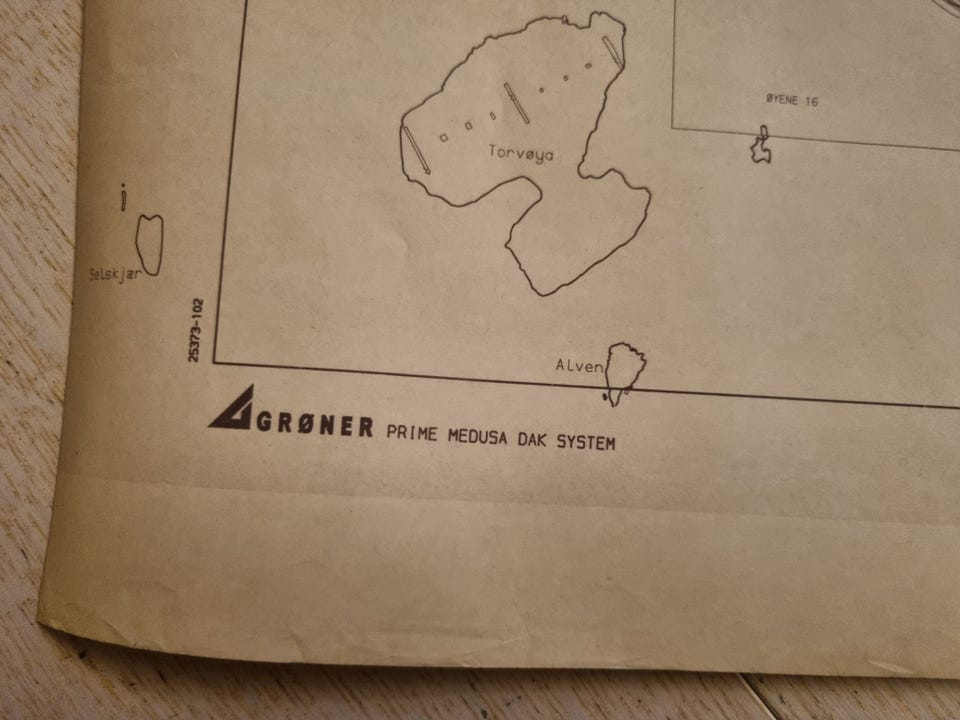 ØYENE 16
Torvøya
Selskjær
25373-102
Alven
GRØNER PRIME MEDUSA DAK SYSTEM